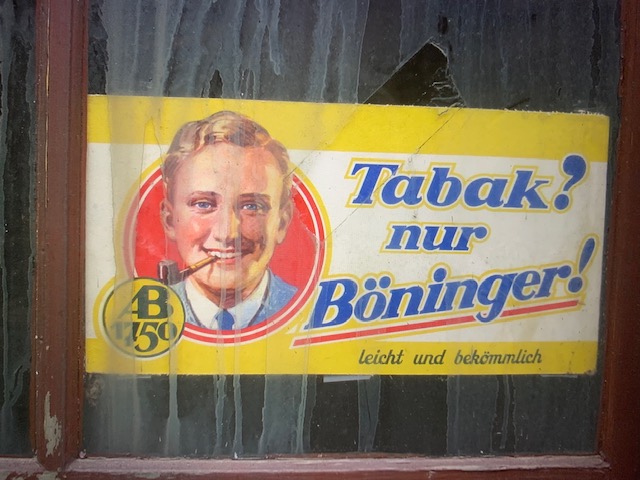 Tabak?
nur
Böninger!
leicht und bekömmlich
AB
1750